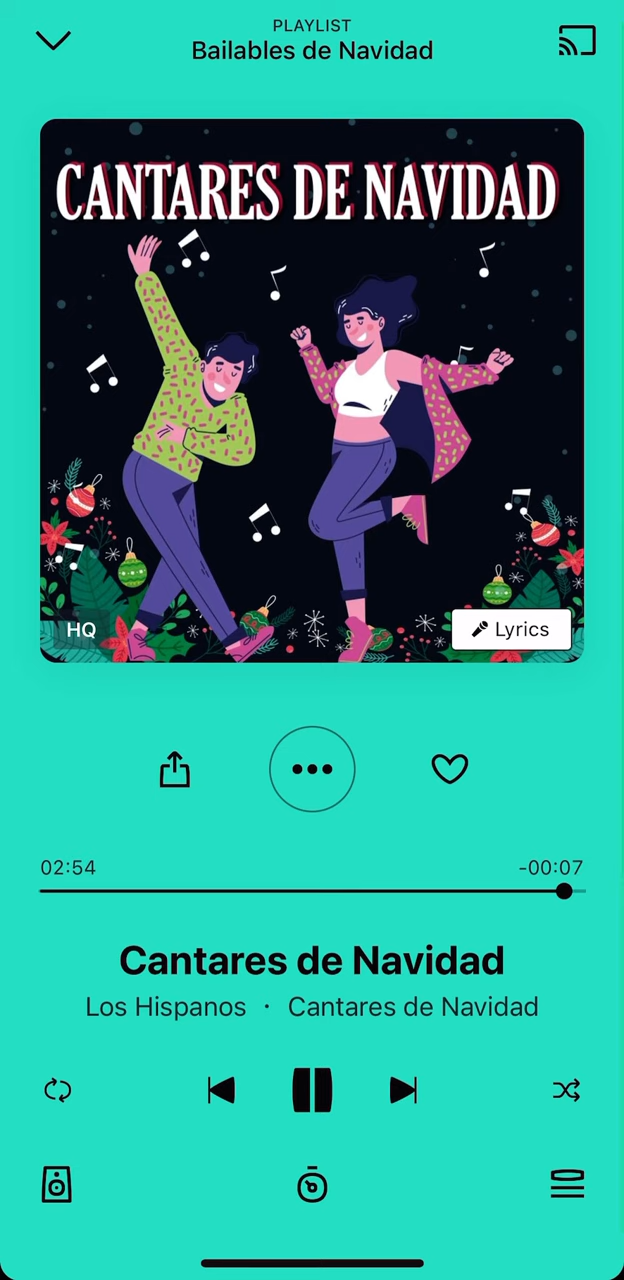 PLAYLIST
Bailables de Navidad
CANTARES DE NAVIDAD
HQ
Lyrics
02:54
-00:07
Cantares de Navidad
Los Hispanos · Cantares de Navidad